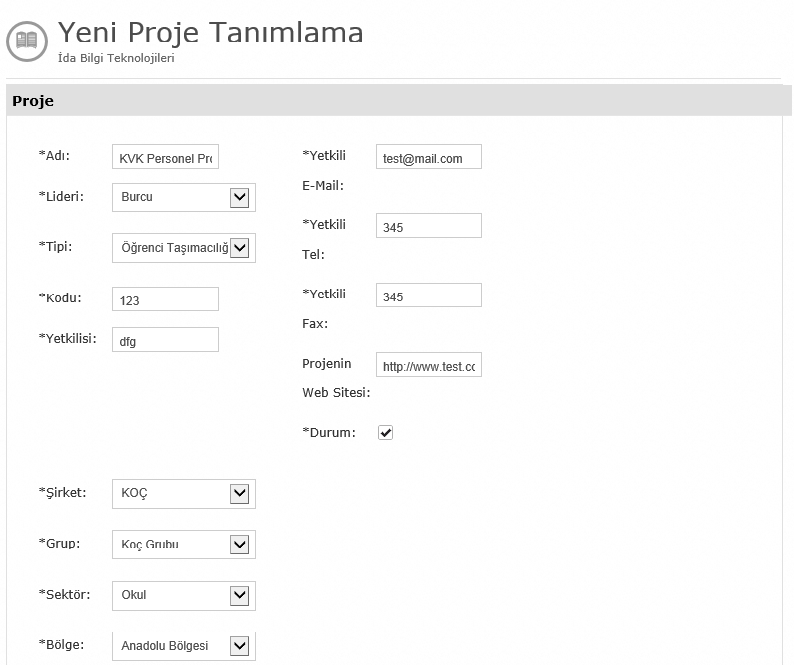 Yeni Proje Tanımlama
İda Bilgi Teknolojileri
Proje
*Adı: KVK Personel Pro
*Lideri: Burcu
*Tipi: Öğrenci Taşımacılığ
*Kodu: 123
*Yetkilisi: dfg
*Yetkili
E-Mail: test@mail.com
*Yetkili
Tel: 345
*Yetkili
Fax: 345
Projenin
Web Sitesi: http://www.test.cc
*Durum:
*Şirket: KOÇ
*Grup: Koç Grubu
*Sektör: Okul
*Bölge: Anadolu Bölgesi